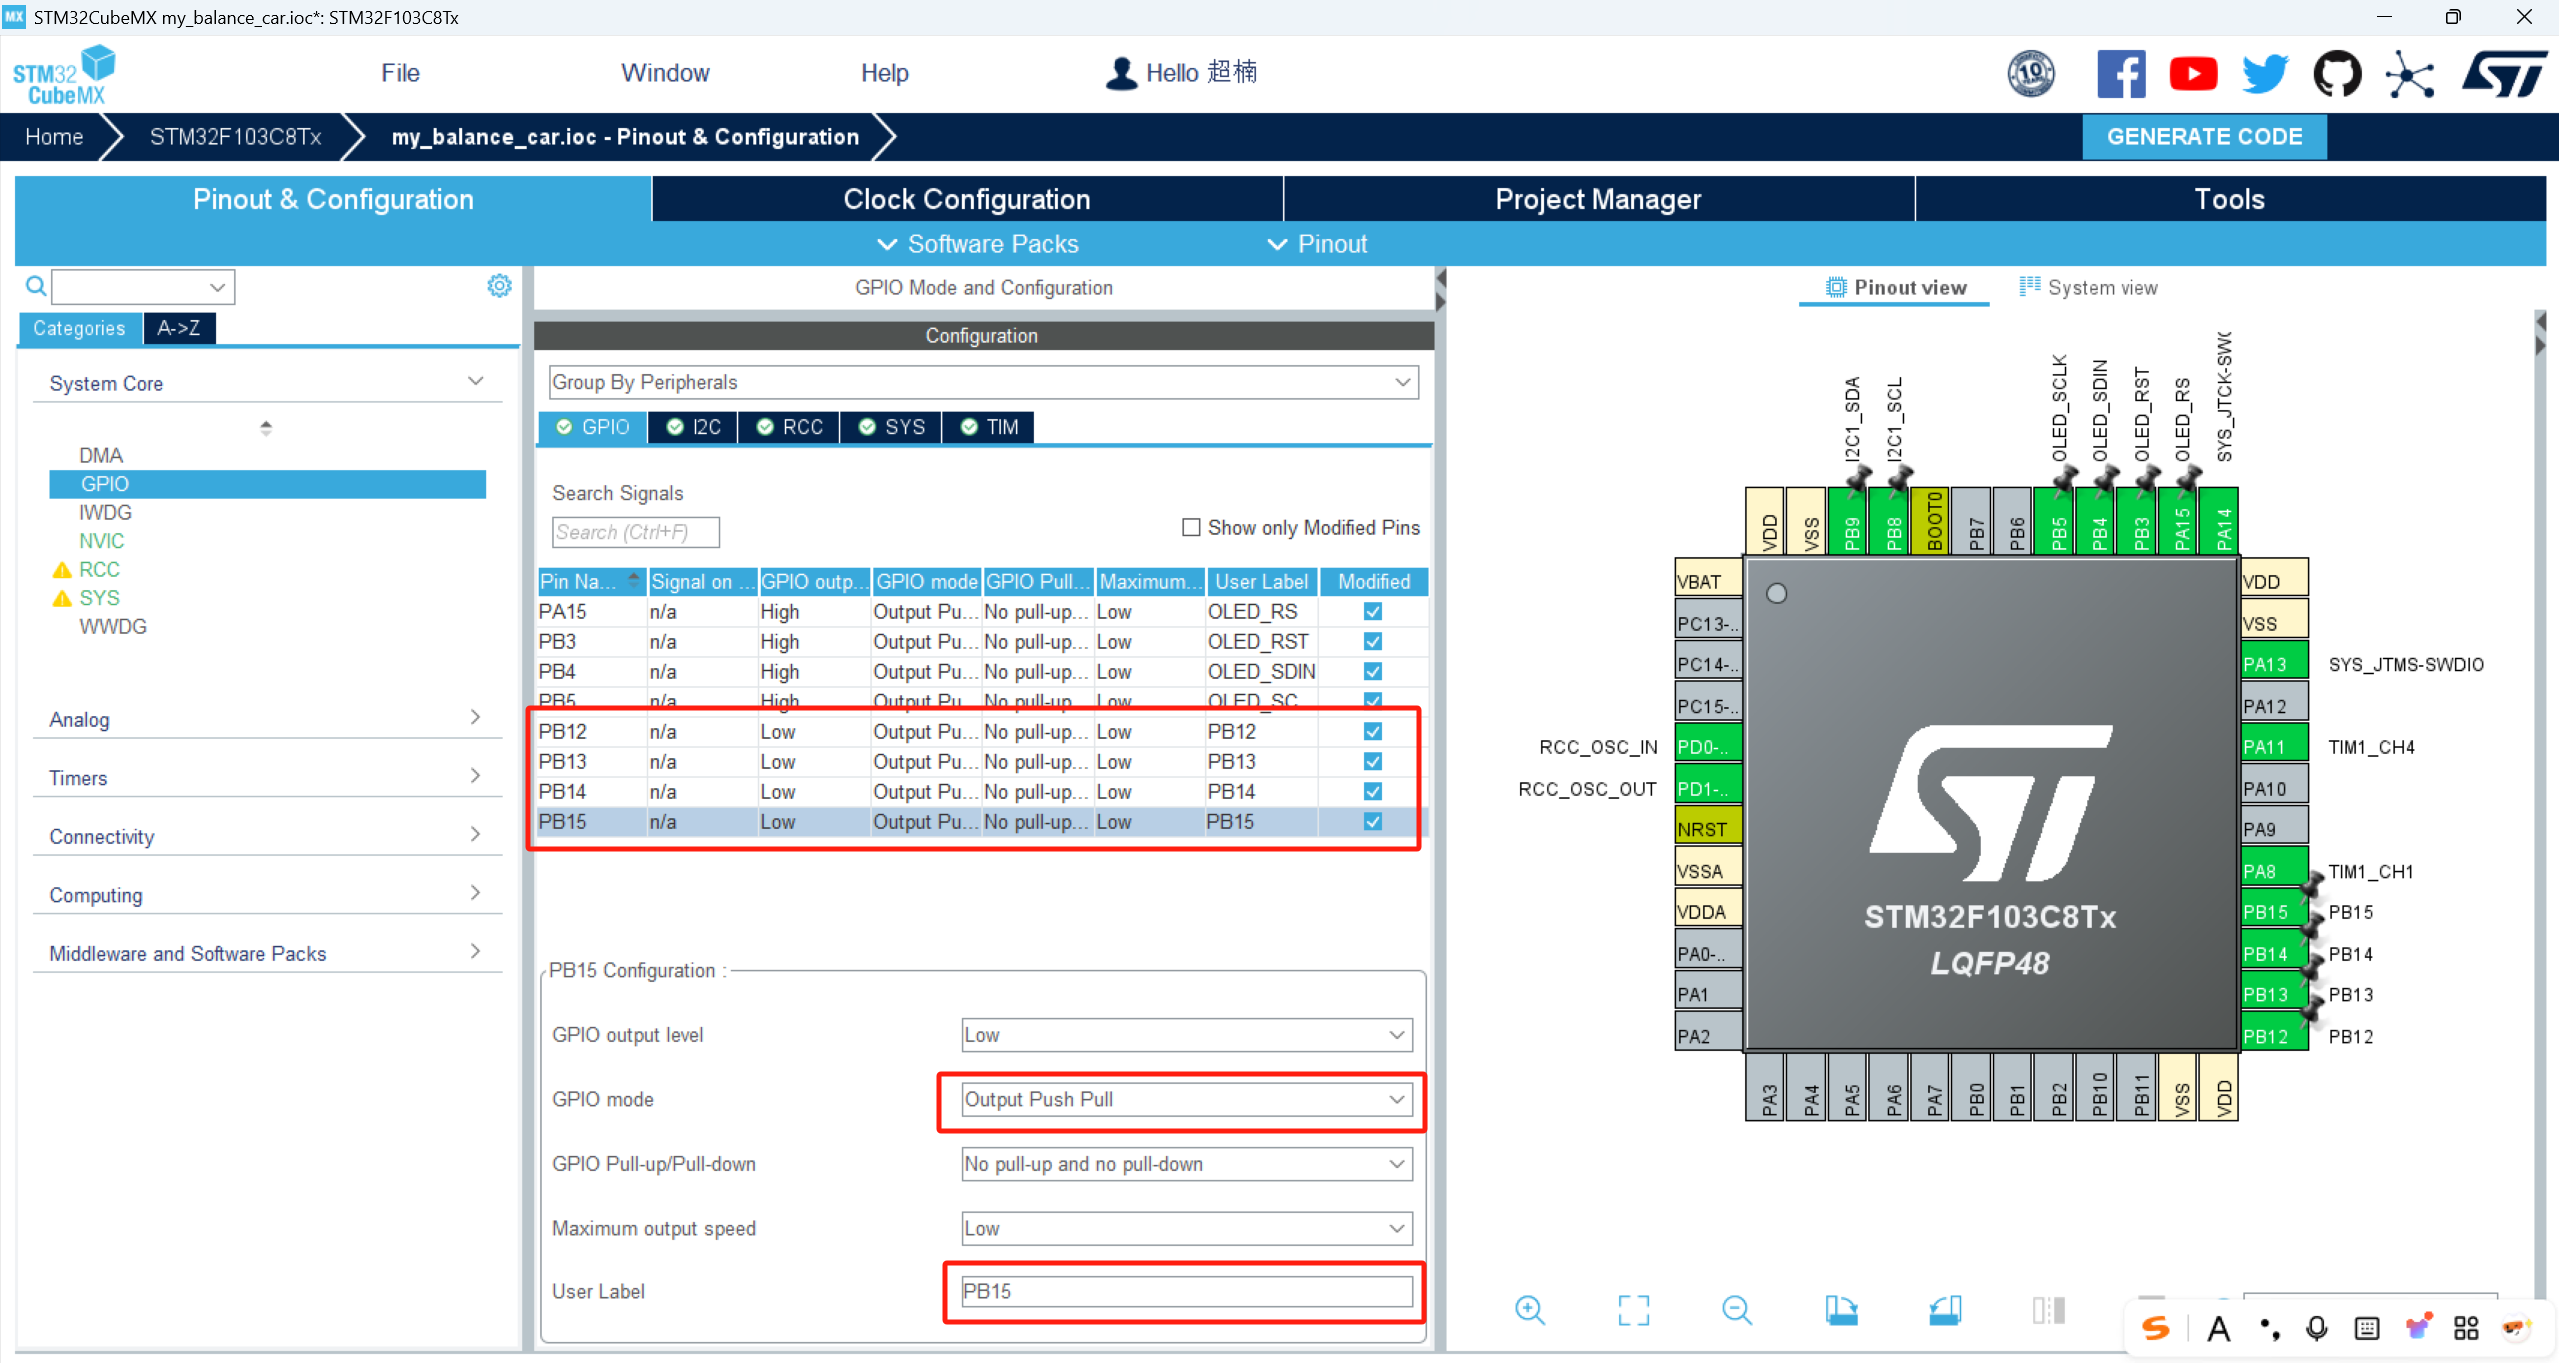 MX STM32CubeMX my_balance_car.ioc*: STM32F103C8Tx
STM32 CubeMX
File
Window
Help
Hello 超楠
10
Home
STM32F103C8Tx
my_balance_car.ioc - Pinout & Configuration
GENERATE CODE
Pinout & Configuration
Clock Configuration
Project Manager
Tools
Software Packs
Pinout
Categories
A->Z
System Core
DMA
GPIO
IWDG
NVIC
RCC
SYS
WWDG
Analog
Timers
Connectivity
Computing
Middleware and Software Packs
GPIO Mode and Configuration
Configuration
Group By Peripherals
GPIO I2C RCC SYS TIM
Search Signals
Search (Ctrl+F)
Show only Modified Pins
Pin Na... Signal on ... GPIO outp... GPIO mode GPIO Pull... Maximum... User Label Modified
PA15 n/a High Output Pu... No pull-up... Low OLED_RS
PB3 n/a High Output Pu... No pull-up... Low OLED_RST
PB4 n/a High Output Pu... No pull-up... Low OLED_SDIN
PB5 n/a High Output Pu... No pull-up... Low OLED_SC...
PB12 n/a Low Output Pu... No pull-up... Low PB12
PB13 n/a Low Output Pu... No pull-up... Low PB13
PB14 n/a Low Output Pu... No pull-up... Low PB14
PB15 n/a Low Output Pu... No pull-up... Low PB15
PB15 Configuration :
GPIO output level Low
GPIO mode Output Push Pull
GPIO Pull-up/Pull-down No pull-up and no pull-down
Maximum output speed Low
User Label PB15
Pinout view
System view
I2C1_SDA
I2C1_SCL
OLED_SCLK
OLED_SDIN
OLED_RST
OLED_RS
SYS_JTCK-SWC
VDD VSS PB9 PB8 BOOT0 PB7 PB6 PB5 PB4 PB3 PA15 PA14
VBAT
PC13-..
PC14-..
PC15-..
RCC_OSC_IN PD0-..
RCC_OSC_OUT PD1-..
NRST
VSSA
VDDA
PA0-..
PA1
PA2
STM32F103C8Tx
LQFP48
VDD
VSS
PA13 SYS_JTMS-SWDIO
PA12
PA11 TIM1_CH4
PA10
PA9
PA8 TIM1_CH1
PB15 PB15
PB14 PB14
PB13 PB13
PB12 PB12
PA3 PA4 PA5 PA6 PA7 PB0 PB1 PB2 PB10 PB11 VSS VDD
A